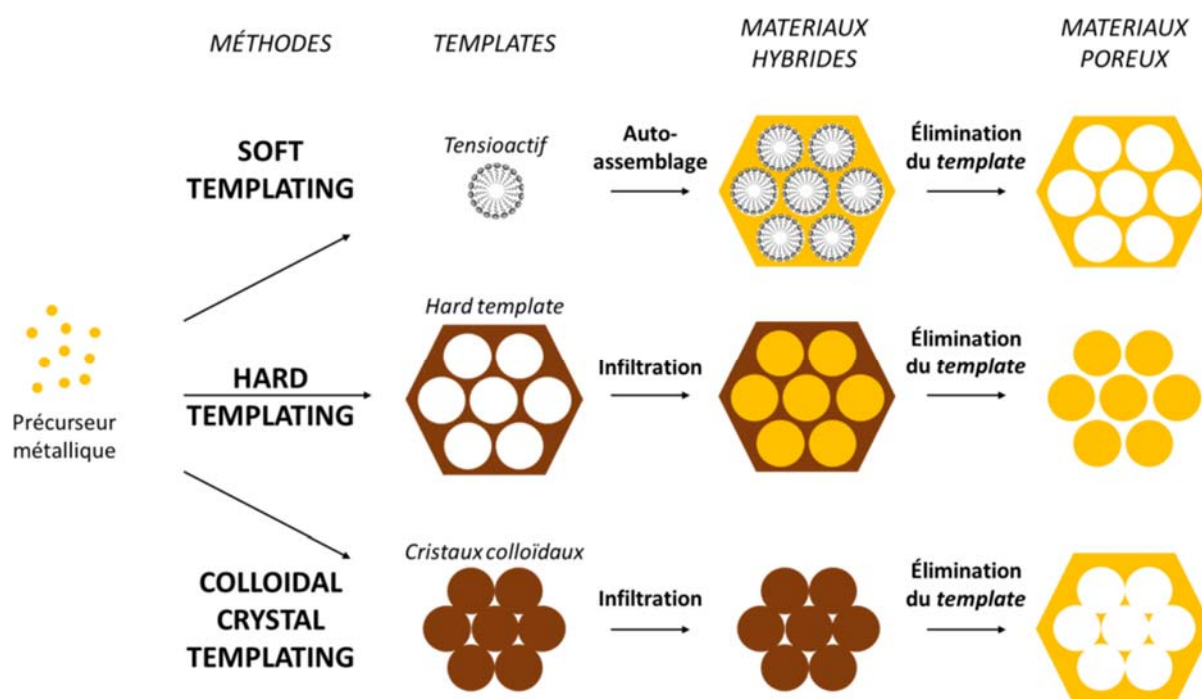 MÉTHODES
TEMPLATES
MATERIAUX
HYBRIDES
MATERIAUX
POREUX
SOFT
TEMPLATING
Tensioactif
Auto-
assemblage
Élimination
du template
Précurseur
métallique
HARD
TEMPLATING
Hard template
Infiltration
Élimination
du template
COLLOIDAL
CRYSTAL
TEMPLATING
Cristaux colloïdaux
Infiltration
Élimination
du template